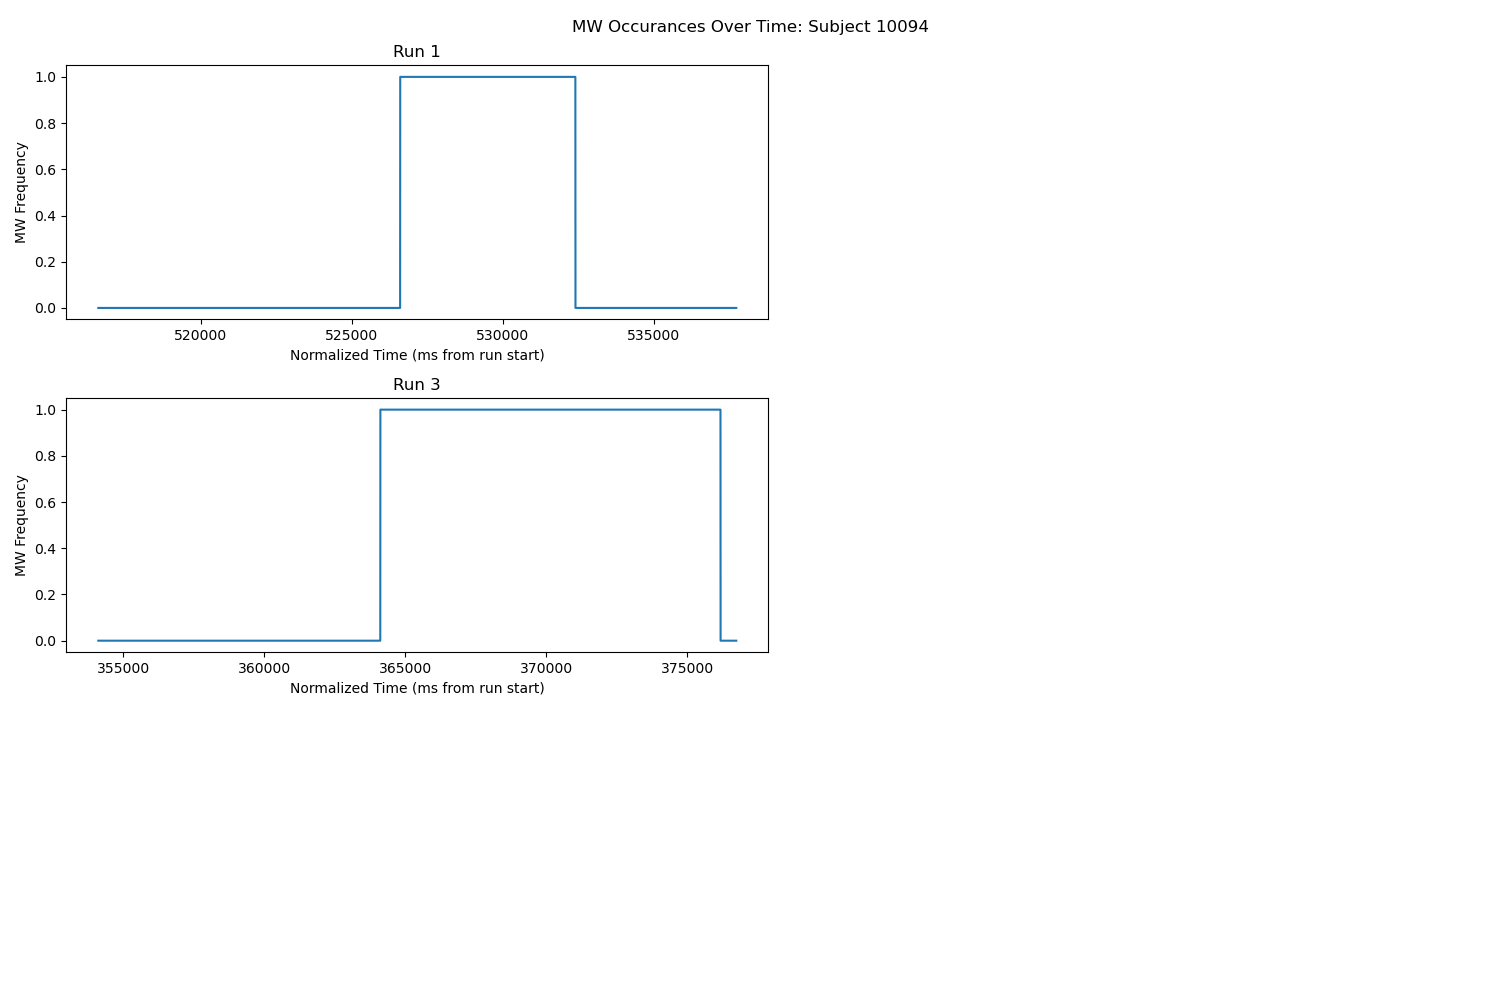 MW Occurances Over Time: Subject 10094
Run 1
1.0
0.8
0.6
0.4
0.2
0.0
MW Frequency
520000 525000 530000 535000
Normalized Time (ms from run start)
Run 3
1.0
0.8
0.6
0.4
0.2
0.0
MW Frequency
355000 360000 365000 370000 375000
Normalized Time (ms from run start)